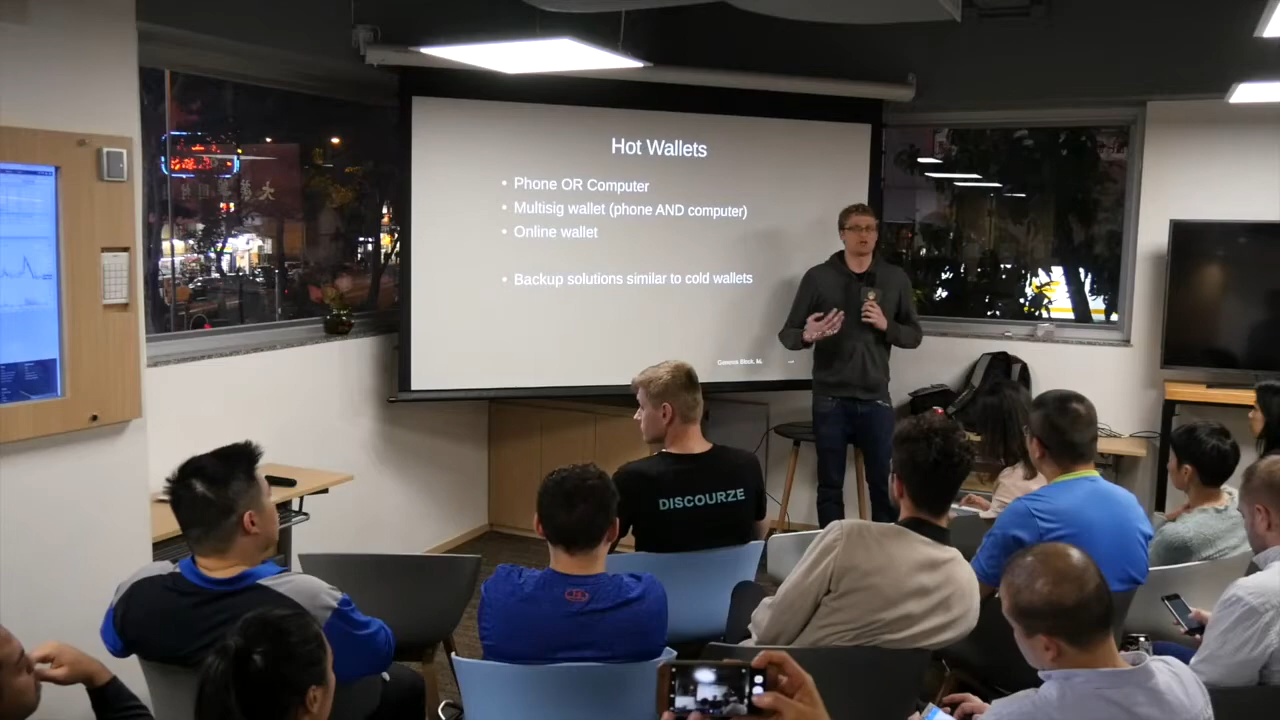 Hot Wallets
• Phone OR Computer
• Multisig wallet (phone AND computer)
• Online wallet
• Backup solutions similar to cold wallets
DISCOURZE